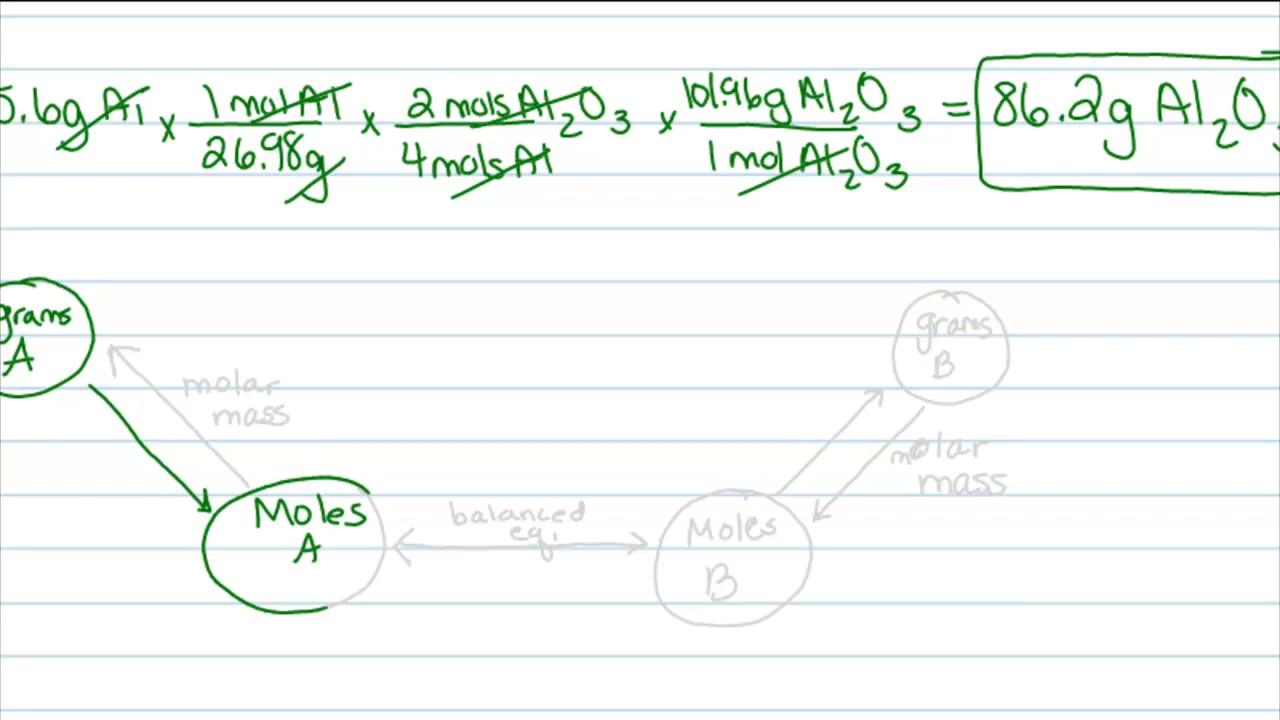 5.6g Al x 1 mol Al / 26.98g x 2 mols Al₂O₃ / 4 mols Al x 101.96g Al₂O₃ / 1 mol Al₂O₃ = 86.2g Al₂O
grams
A
molar
mass
Moles
A
balanced
eq.
Moles
B
grams
B
molar
mass